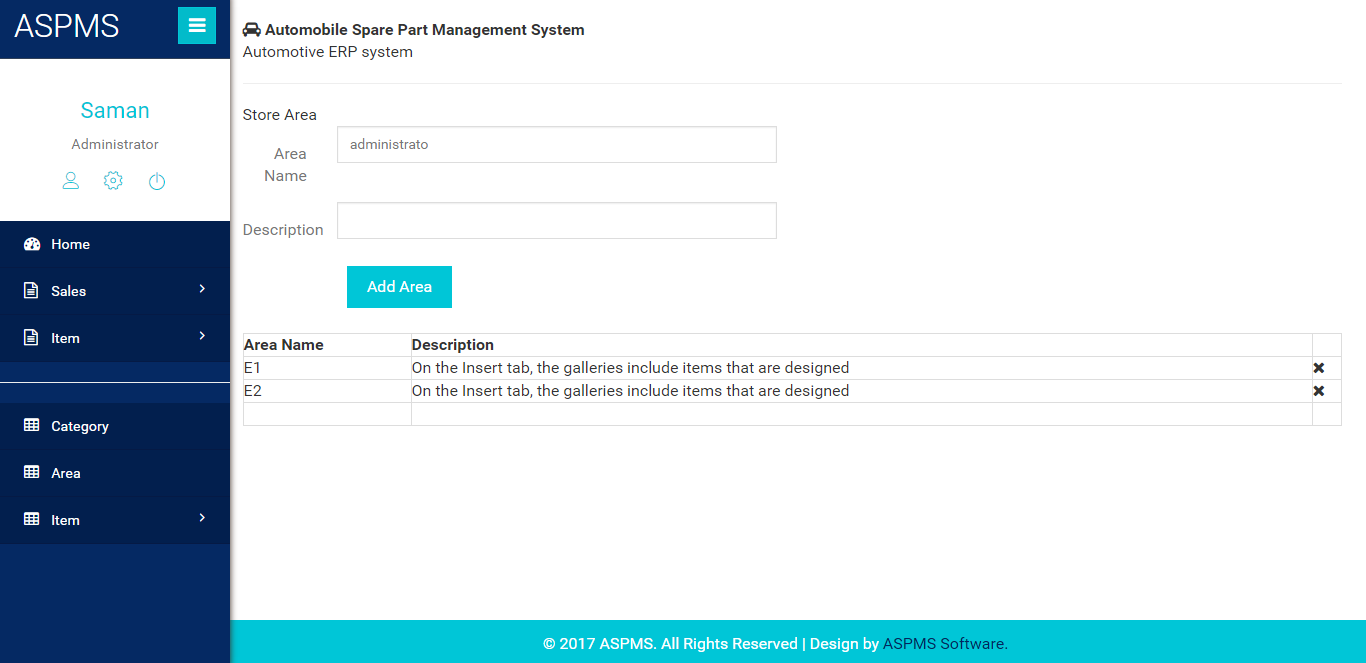 ASPMS
Automobile Spare Part Management System
Automotive ERP system
Saman
Administrator
Home
Sales
Item
Category
Area
Item
Store Area
Area
Name
administrato
Description
Add Area
Area Name Description
E1 On the Insert tab, the galleries include items that are designed
E2 On the Insert tab, the galleries include items that are designed
© 2017 ASPMS. All Rights Reserved | Design by ASPMS Software.